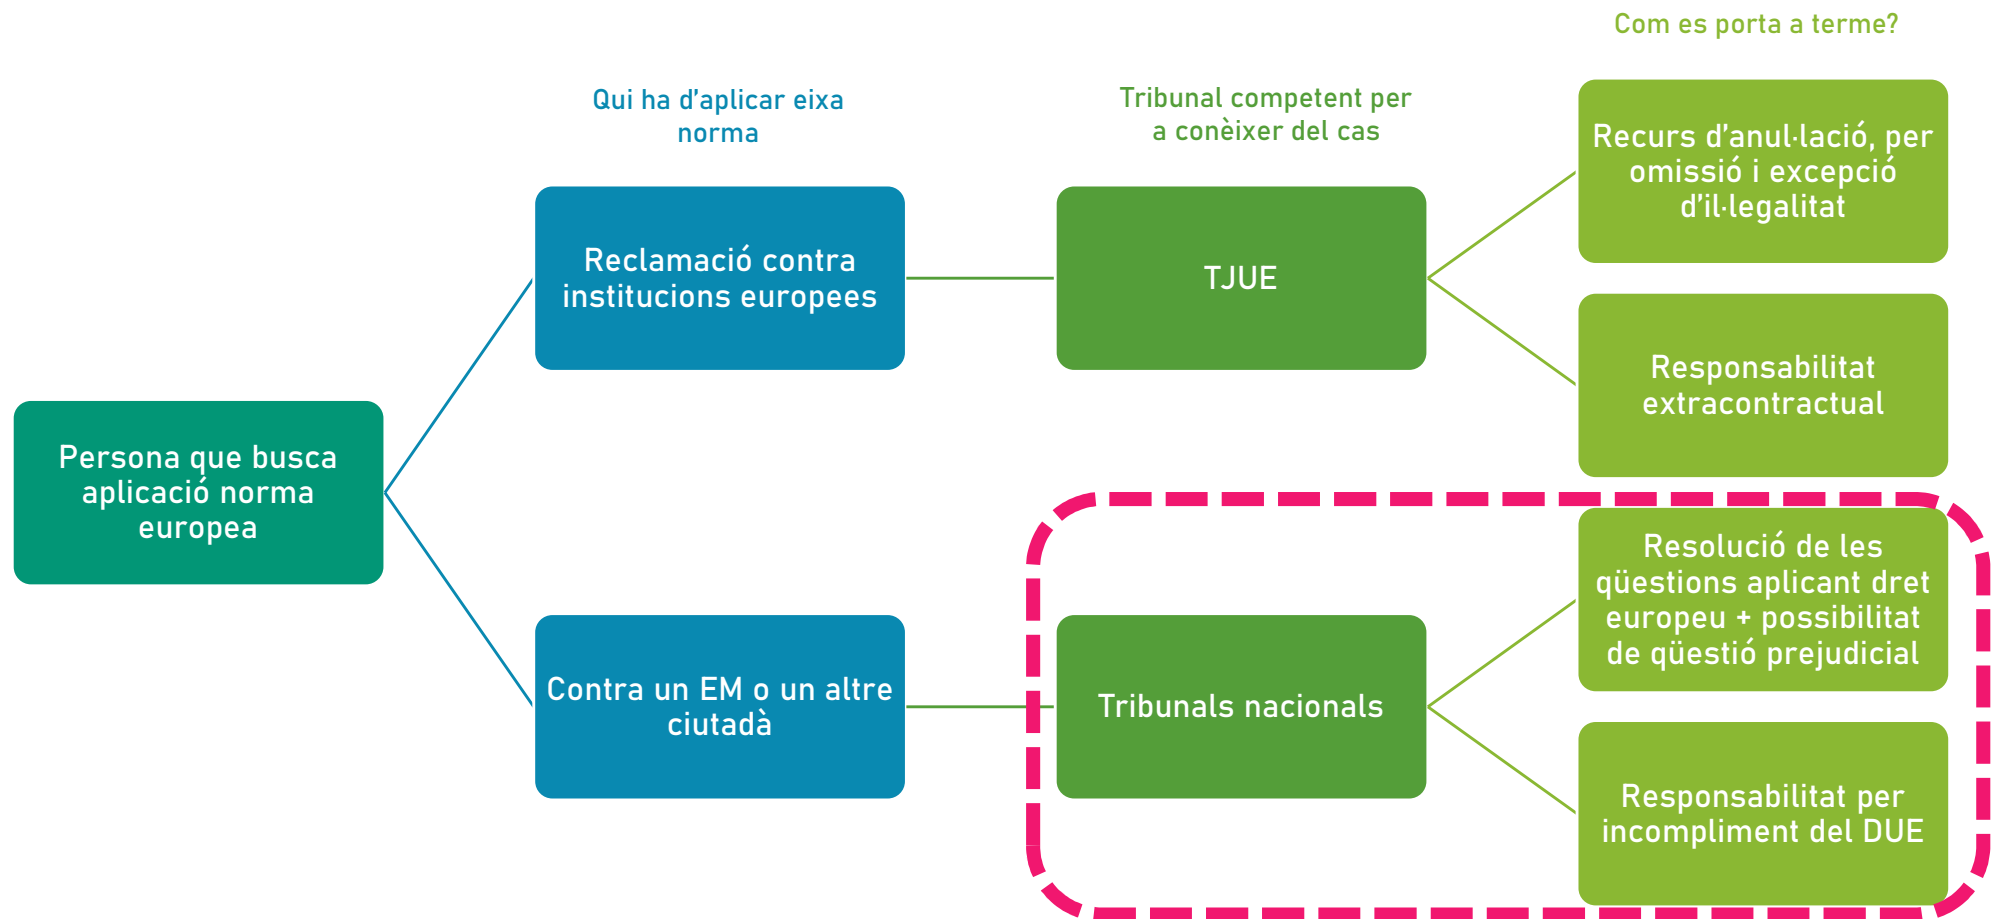 Com es porta a terme?
Qui ha d'aplicar eixa
norma
Tribunal competent per
a conèixer del cas
Persona que busca
aplicació norma
europea
Reclamació contra
institucions europees
TJUE
Recurs d'anul·lació, per
omissió i excepció
d'il·legalitat
Responsabilitat
extracontractual
Contra un EM o un altre
ciutadà
Tribunals nacionals
Resolució de les
qüestions aplicant dret
europeu + possibilitat
de qüestió prejudicial
Responsabilitat per
incompliment del DUE